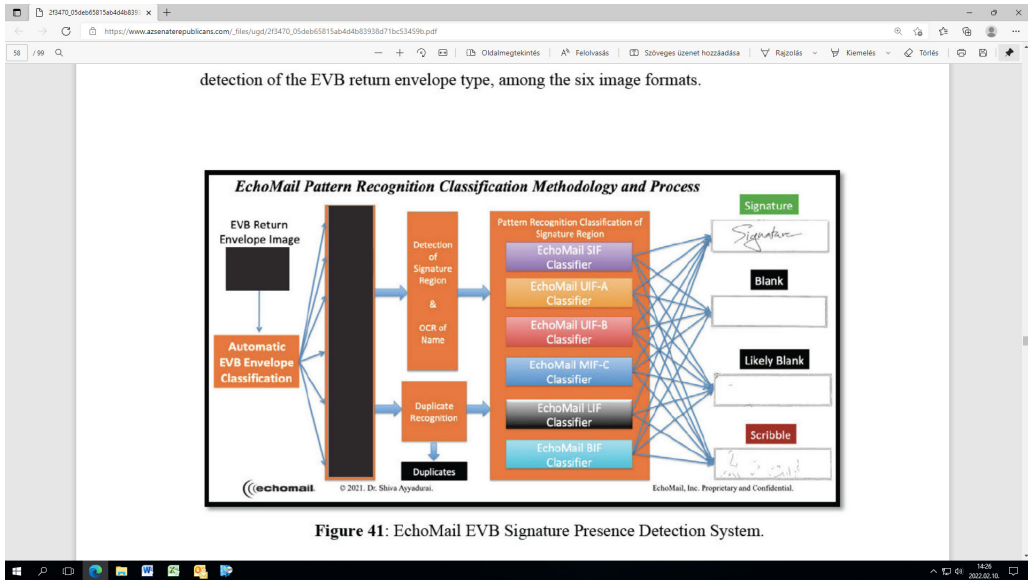 2f3470_05deb65815ab4d4b8393
https://www.azsenaterepublicans.com/_files/ugd/2f3470_05deb65815ab4d4b83938d71bc53459b.pdf
58 / 99
Oldalmegtekintés
Felolvasás
Szöveges üzenet hozzáadása
Rajzolás
Kiemelés
Törlés
detection of the EVB return envelope type, among the six image formats.
EchoMail Pattern Recognition Classification Methodology and Process
EVB Return
Envelope Image
Automatic
EVB Envelope
Classification
Detection
of
Signature
Region
&
OCR of
Name
Duplicate
Recognition
Duplicates
Pattern Recognition Classification of
Signature Region
EchoMail SIF
Classifier
EchoMail UIF-A
Classifier
EchoMail UIF-B
Classifier
EchoMail MIF-C
Classifier
EchoMail LIF
Classifier
EchoMail BIF
Classifier
Signature
Signature
Blank
Likely Blank
Scribble
(((echomail.
© 2021. Dr. Shiva Ayyadurai.
EchoMail, Inc. Proprietary and Confidential.
Figure 41: EchoMail EVB Signature Presence Detection System.
14:26
2022.02.10.